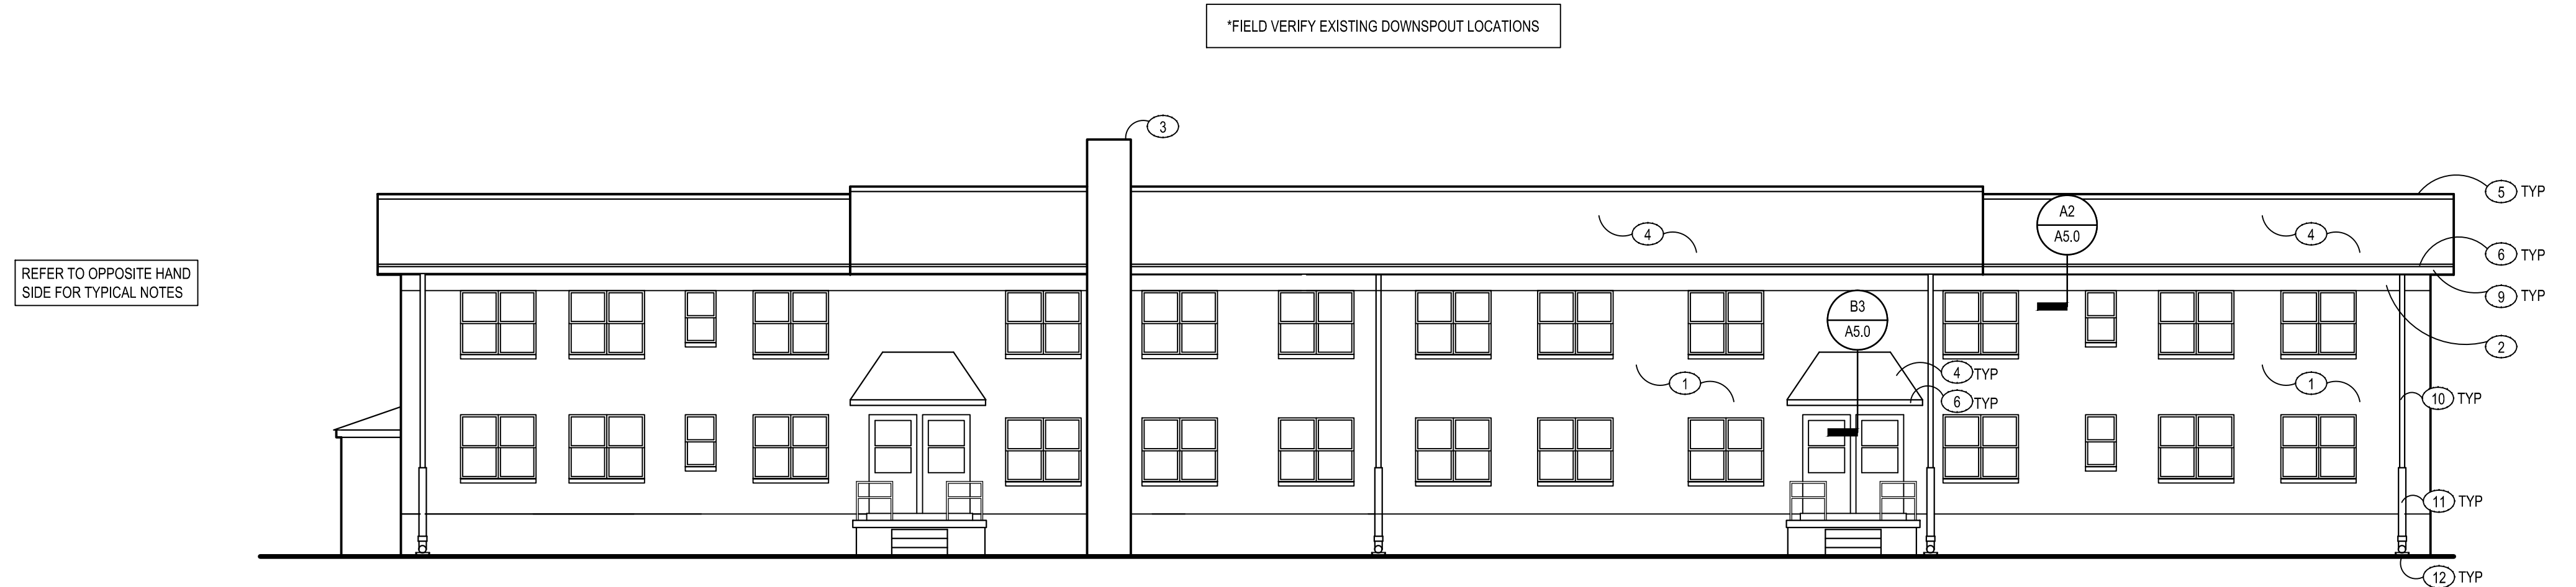 *FIELD VERIFY EXISTING DOWNSPOUT LOCATIONS
3
5 TYP
A2
A5.0
4
4
6 TYP
REFER TO OPPOSITE HAND
SIDE FOR TYPICAL NOTES
9 TYP
B3
A5.0
2
4 TYP
1
1
6 TYP
10 TYP
11 TYP
12 TYP